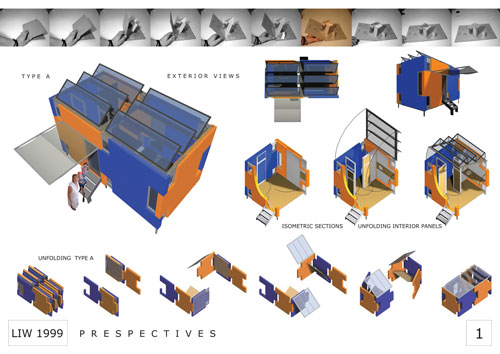 TYPE A
EXTERIOR VIEWS
ISOMETRIC SECTIONS
UNFOLDING INTERIOR PANELS
UNFOLDING TYPE A
LIW 1999
PRESPECTIVES
1